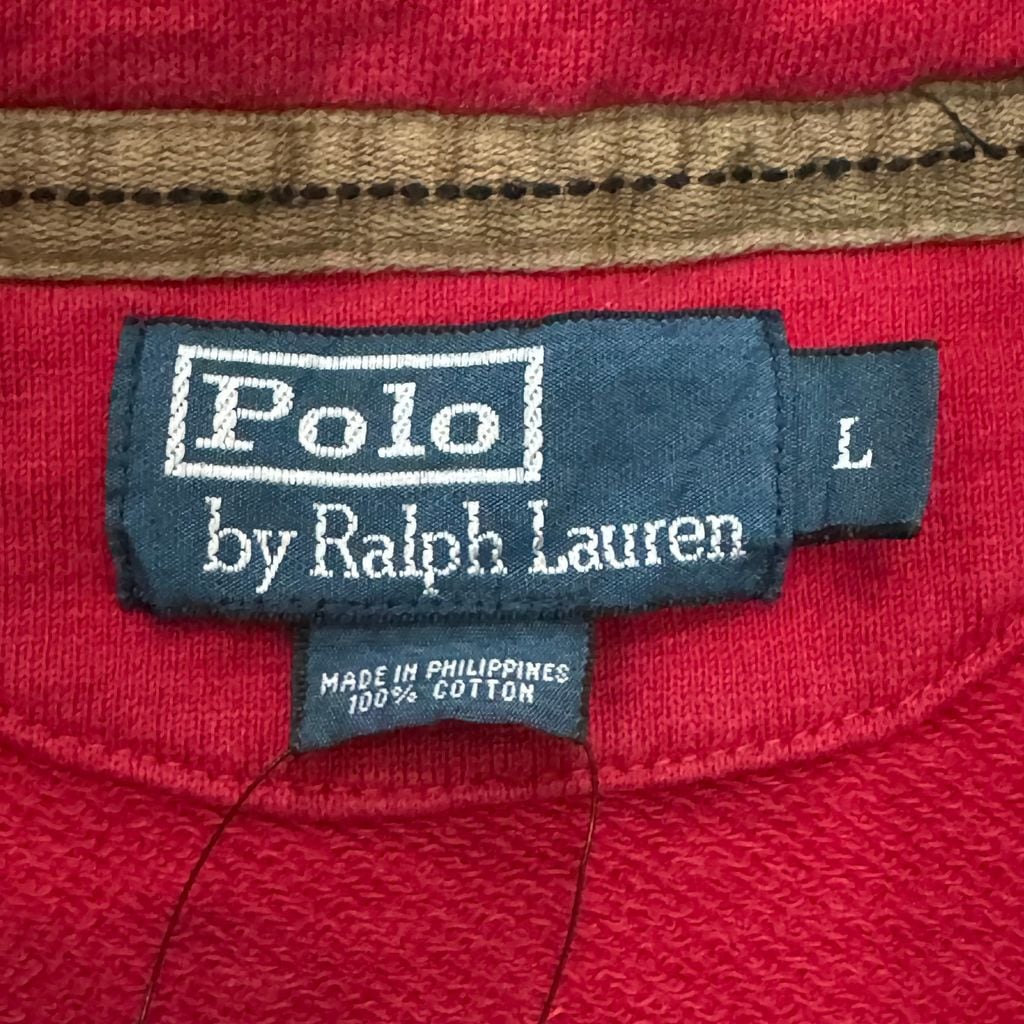 Polo
by Ralph Lauren
L
MADE IN PHILIPPINES
100% COTTON